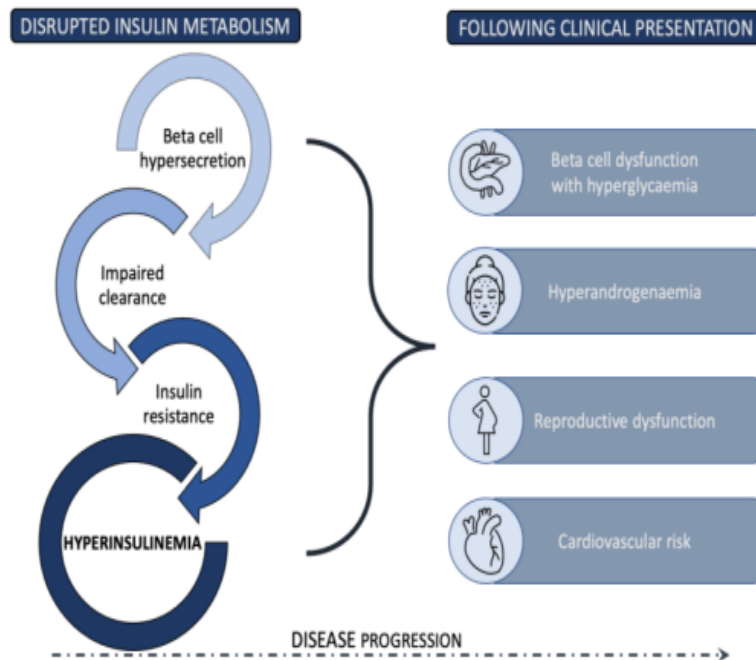 DISRUPTED INSULIN METABOLISM
FOLLOWING CLINICAL PRESENTATION
Beta cell
hypersecretion
Impaired
clearance
Insulin
resistance
HYPERINSULINEMIA
Beta cell dysfunction
with hyperglycaemia
Hyperandrogenaemia
Reproductive dysfunction
Cardiovascular risk
DISEASE PROGRESSION